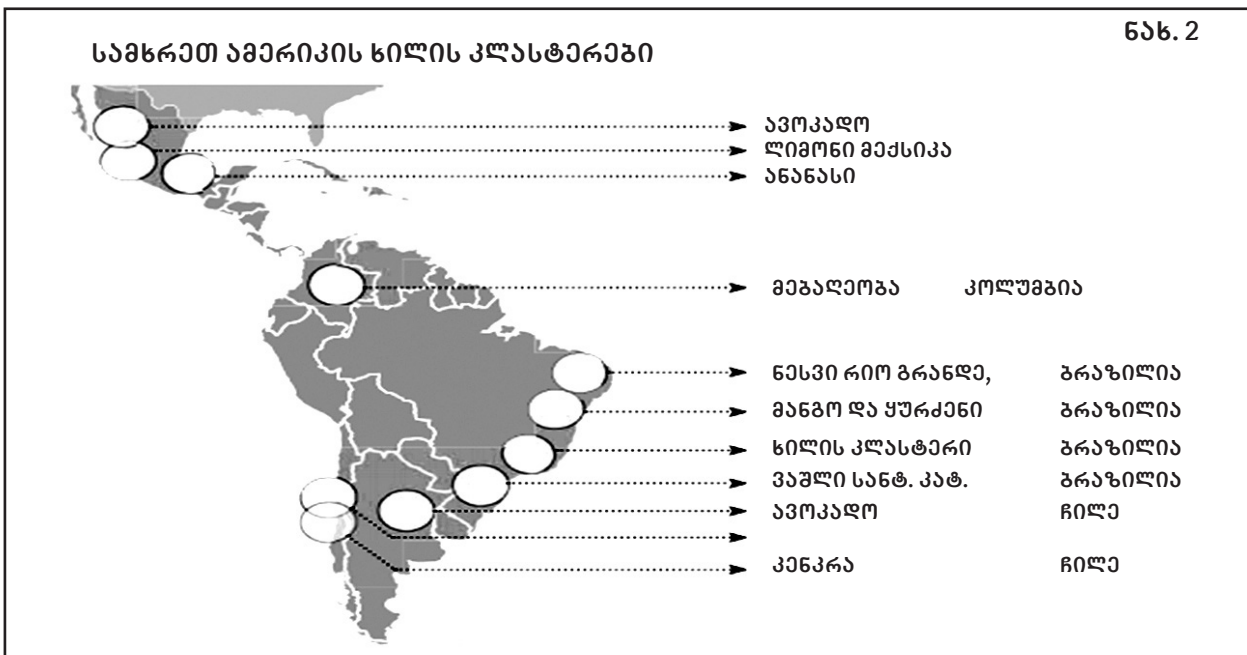 ნახ. 2
სამხრეთ ამერიკის ხილის კლასტერები
ავოკადო
ლიმონი მექსიკა
ანანასი
მებაღეობა კოლუმბია
ნესვი რიო გრანდე, ბრაზილია
მანგო და ყურძენი ბრაზილია
ხილის კლასტერი ბრაზილია
ვაშლი სანტ. კატ. ბრაზილია
ავოკადო ჩილე
კენკრა ჩილე